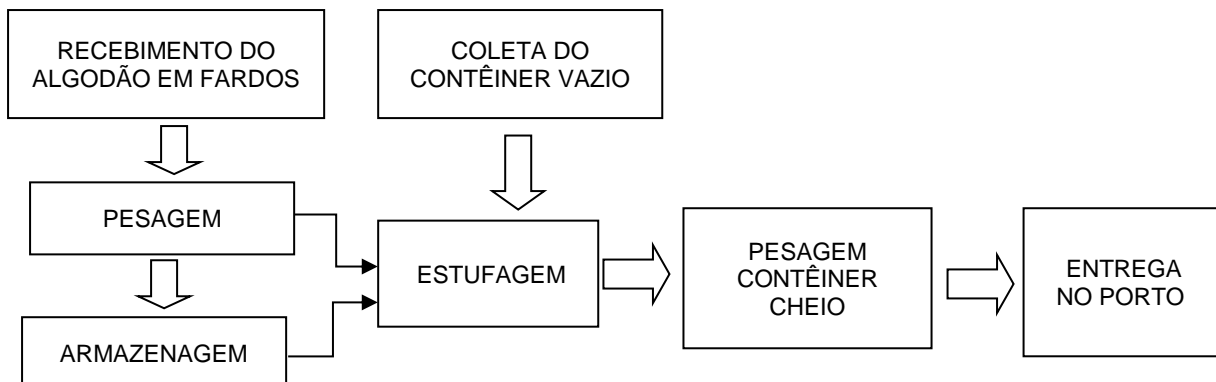 RECEBIMENTO DO
ALGODÃO EM FARDOS
COLETA DO
CONTÊINER VAZIO
PESAGEM
ARMAZENAGEM
ESTUFAGEM
PESAGEM
CONTÊINER
CHEIO
ENTREGA
NO PORTO